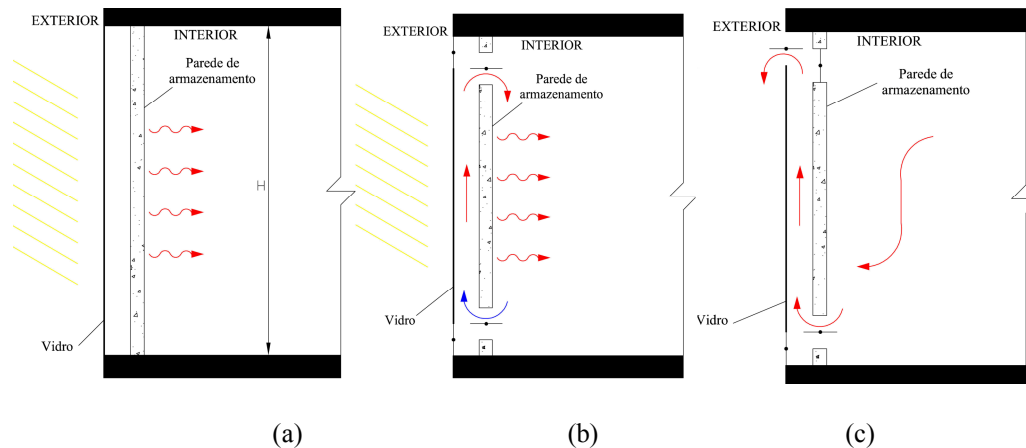 EXTERIOR
INTERIOR
Parede de
armazenamento
H
Vidro
(a)
EXTERIOR
INTERIOR
Parede de
armazenamento
Vidro
(b)
EXTERIOR
INTERIOR
Parede de
armazenamento
Vidro
(c)